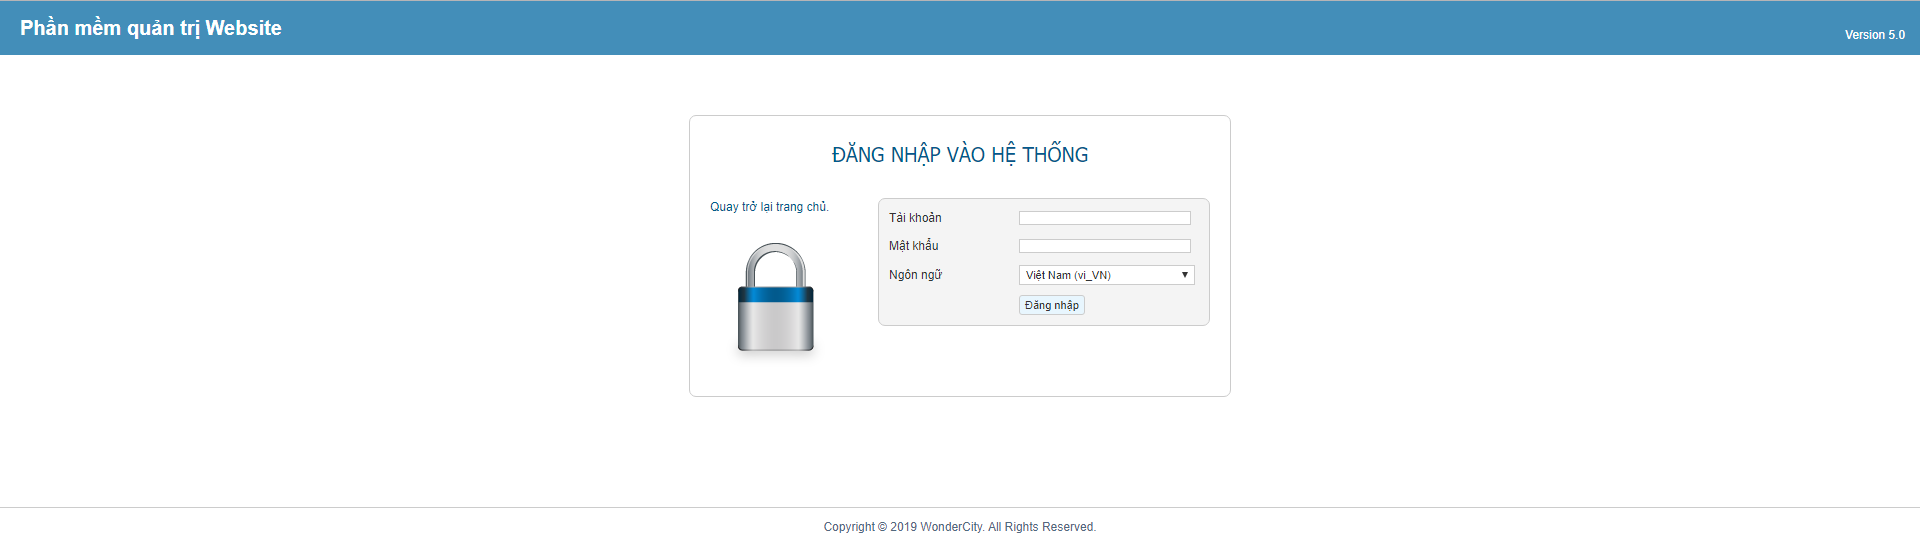 Phần mềm quản trị Website
Version 5.0
ĐĂNG NHẬP VÀO HỆ THỐNG
Quay trở lại trang chủ.
Tài khoản
Mật khẩu
Ngôn ngữ
Việt Nam (vi_VN)
Đăng nhập
Copyright © 2019 WonderCity. All Rights Reserved.